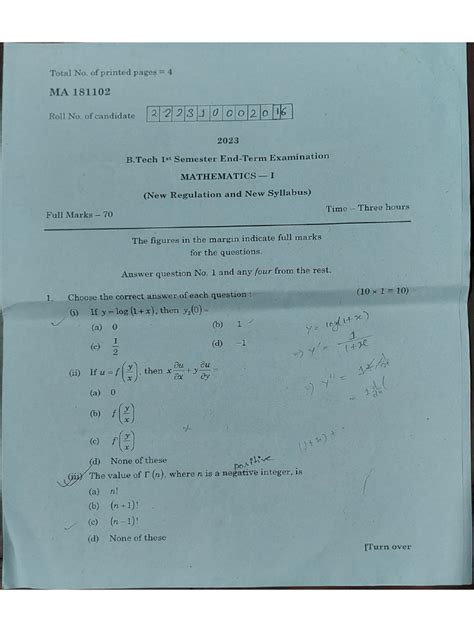 Total No. of printed pages = 4
MA 181102
Roll No. of candidate 2 2 2 3 1 0 0 0 2 0 16
2023
B.Tech 1st Semester End-Term Examination
MATHEMATICS — I
(New Regulation and New Syllabus)
Full Marks – 70 Time – Three hours
The figures in the margin indicate full marks
for the questions.
Answer question No. 1 and any four from the rest.
1. Choose the correct answer of each question : (10 × 1 = 10)
(i) If y = log (1 + x), then y₂(0) =
(a) 0 (b) 1
(c) 1/2 (d) -1
y = log(1+x)
⇒ y' = 1/(1+x)
(ii) If u = f(y/x), then x ∂u/∂x + y ∂u/∂y =
⇒ y'' =
(a) 0
(b) f(y/x)
(c) f'(y/x)
(d) None of these
positive
(iii) The value of Γ(n), where n is a negative integer, is
(a) n!
(b) (n + 1)!
(c) (n – 1)!
(d) None of these
[Turn over